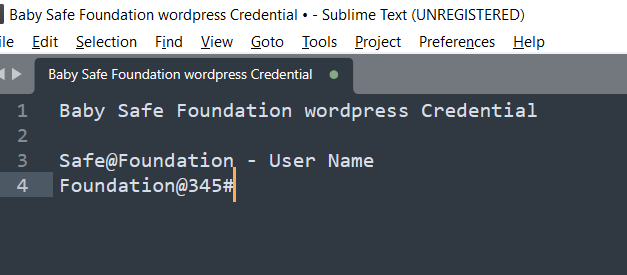 Baby Safe Foundation wordpress Credential • - Sublime Text (UNREGISTERED)
ile Edit Selection Find View Goto Tools Project Preferences Help
Baby Safe Foundation wordpress Credential
1 Baby Safe Foundation wordpress Credential
2
3 Safe@Foundation - User Name
4 Foundation@345#